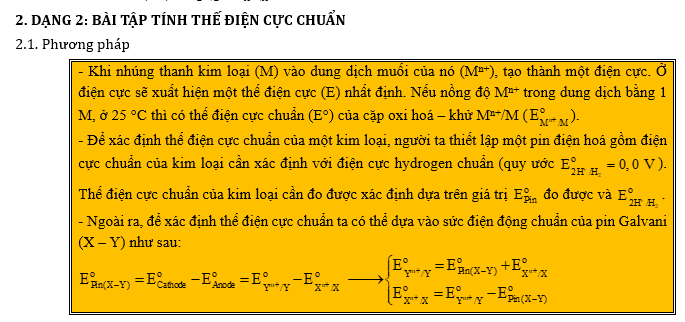 2. DẠNG 2: BÀI TẬP TÍNH THẾ ĐIỆN CỰC CHUẨN
2.1. Phương pháp
- Khi nhúng thanh kim loại (M) vào dung dịch muối của nó (Mⁿ⁺), tạo thành một điện cực. Ở
điện cực sẽ xuất hiện một thế điện cực (E) nhất định. Nếu nồng độ Mⁿ⁺ trong dung dịch bằng 1
M, ở 25 °C thì có thế điện cực chuẩn (E°) của cặp oxi hoá – khử Mⁿ⁺/M (E°Mⁿ⁺/M).
- Để xác định thế điện cực chuẩn của một kim loại, người ta thiết lập một pin điện hoá gồm điện
cực chuẩn của kim loại cần xác định với điện cực hydrogen chuẩn (quy ước E°2H⁺/H₂ = 0,0 V).
Thế điện cực chuẩn của kim loại cần đo được xác định dựa trên giá trị E°Pin đo được và E°2H⁺/H₂.
- Ngoài ra, để xác định thế điện cực chuẩn ta có thể dựa vào sức điện động chuẩn của pin Galvani
(X – Y) như sau:
E°Pin(X–Y) = E°Cathode – E°Anode = E°Yᵐ⁺/Y – E°Xⁿ⁺/X ⟶ { E°Yᵐ⁺/Y = E°Pin(X–Y) + E°Xⁿ⁺/X
E°Xⁿ⁺/X = E°Yᵐ⁺/Y – E°Pin(X–Y)